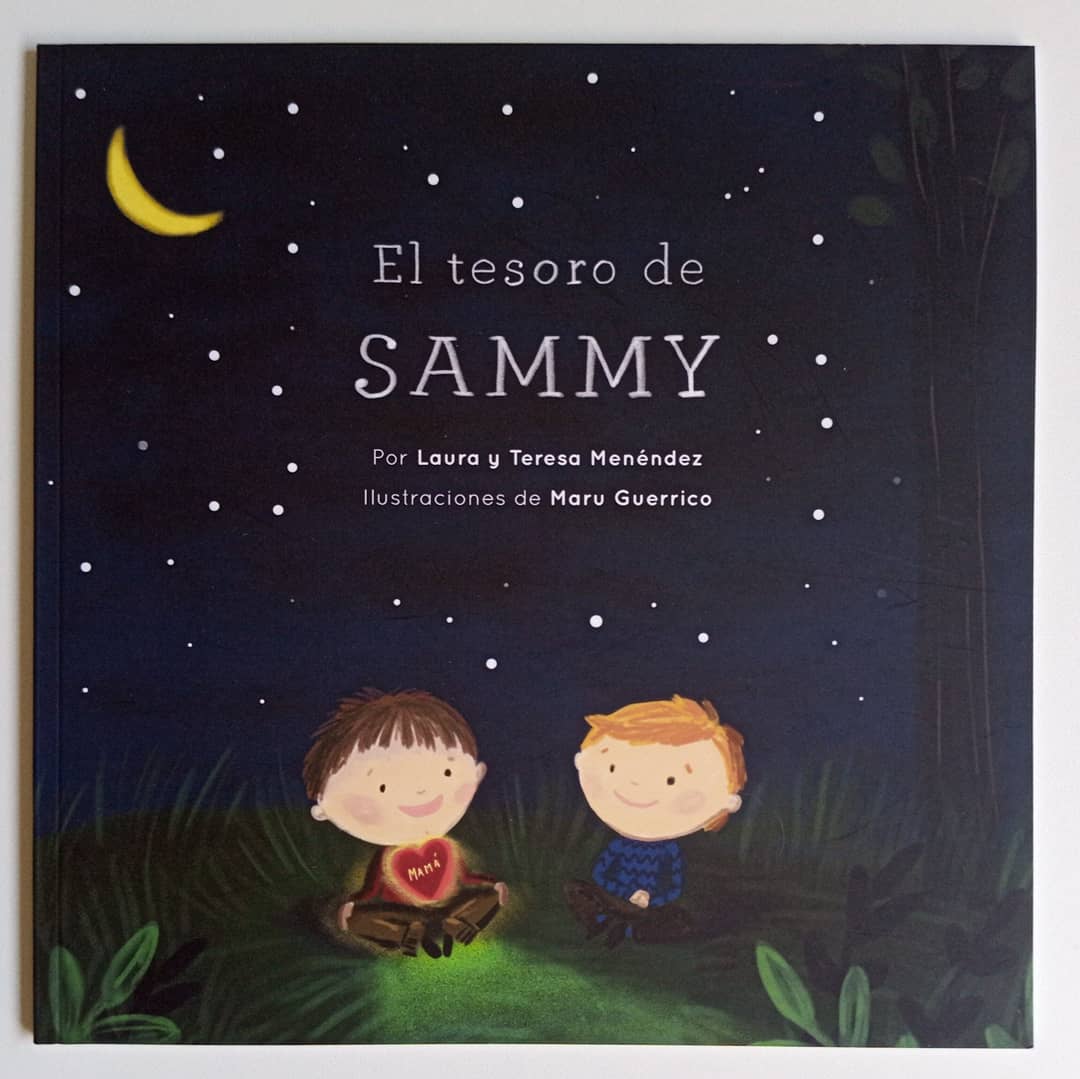 El tesoro de
SAMMY
Por Laura y Teresa Menéndez
Ilustraciones de Maru Guerrico
MAMÁ